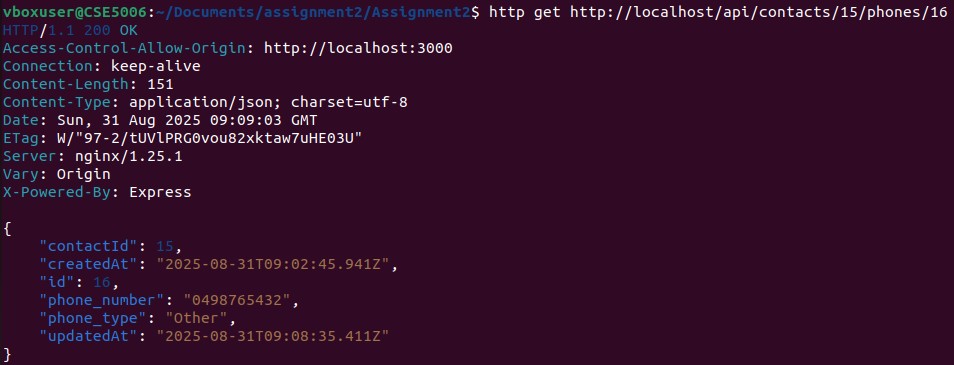 vboxuser@CSE5006:~/Documents/assignment2/Assignment2$ http get http://localhost/api/contacts/15/phones/16
HTTP/1.1 200 OK
Access-Control-Allow-Origin: http://localhost:3000
Connection: keep-alive
Content-Length: 151
Content-Type: application/json; charset=utf-8
Date: Sun, 31 Aug 2025 09:09:03 GMT
ETag: W/"97-2/tUVlPRG0vou82xktaw7uHE03U"
Server: nginx/1.25.1
Vary: Origin
X-Powered-By: Express

{
    "contactId": 15,
    "createdAt": "2025-08-31T09:02:45.941Z",
    "id": 16,
    "phone_number": "0498765432",
    "phone_type": "Other",
    "updatedAt": "2025-08-31T09:08:35.411Z"
}